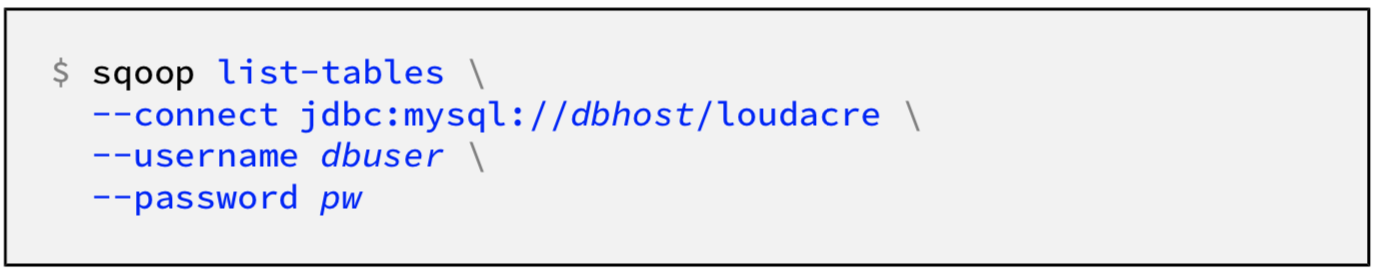 $ sqoop list-tables \
--connect jdbc:mysql://dbhost/loudacre \
--username dbuser \
--password pw